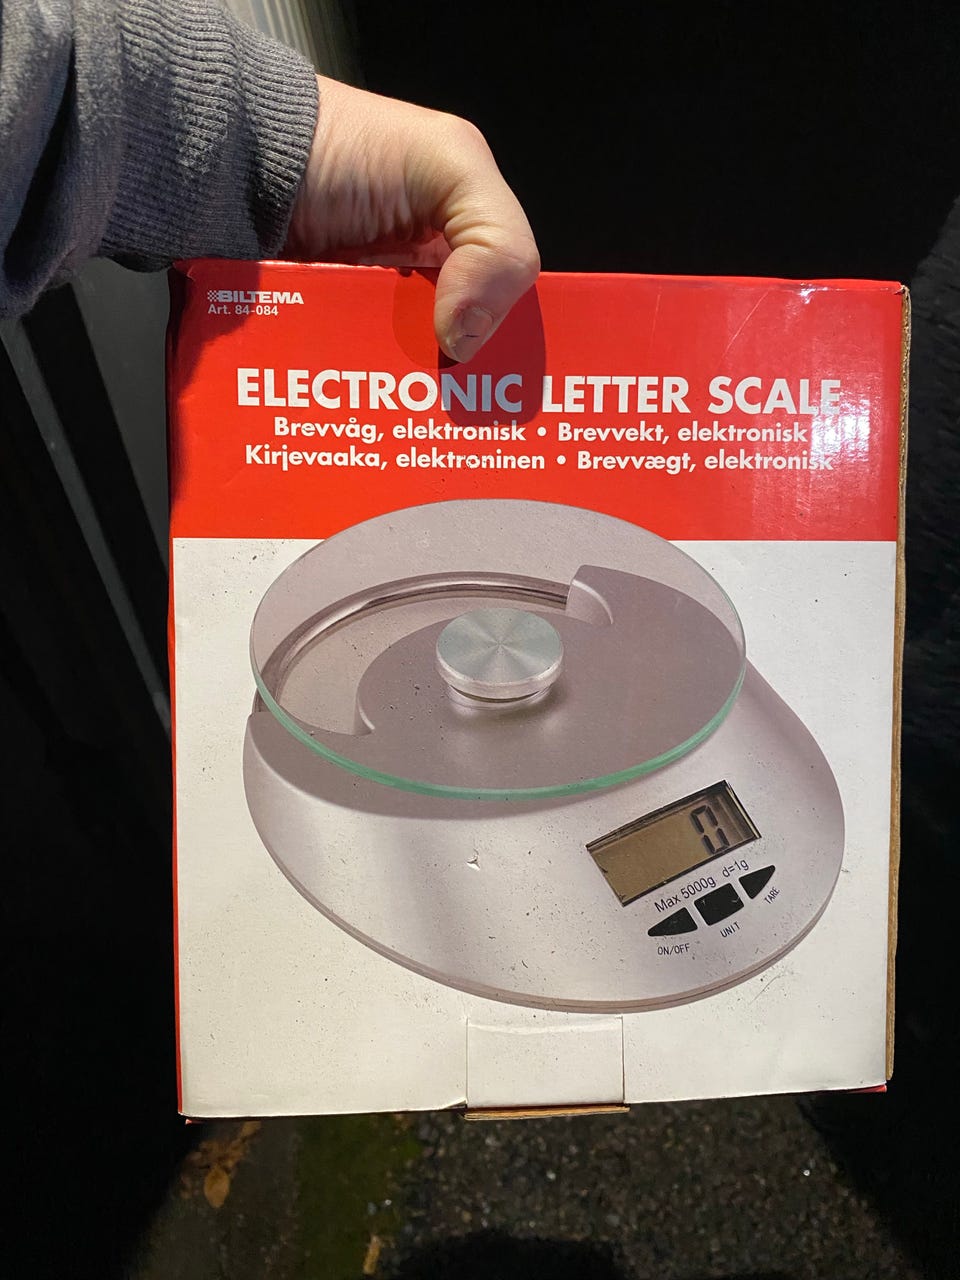 BILTEMA
Art. 84-084
ELECTRONIC LETTER SCALE
Brevvåg, elektronisk • Brevvekt, elektronisk
Kirjevaaka, elektroninen • Brevvægt, elektronisk
0
Max 5000g d=1g
ON/OFF
UNIT
TARE